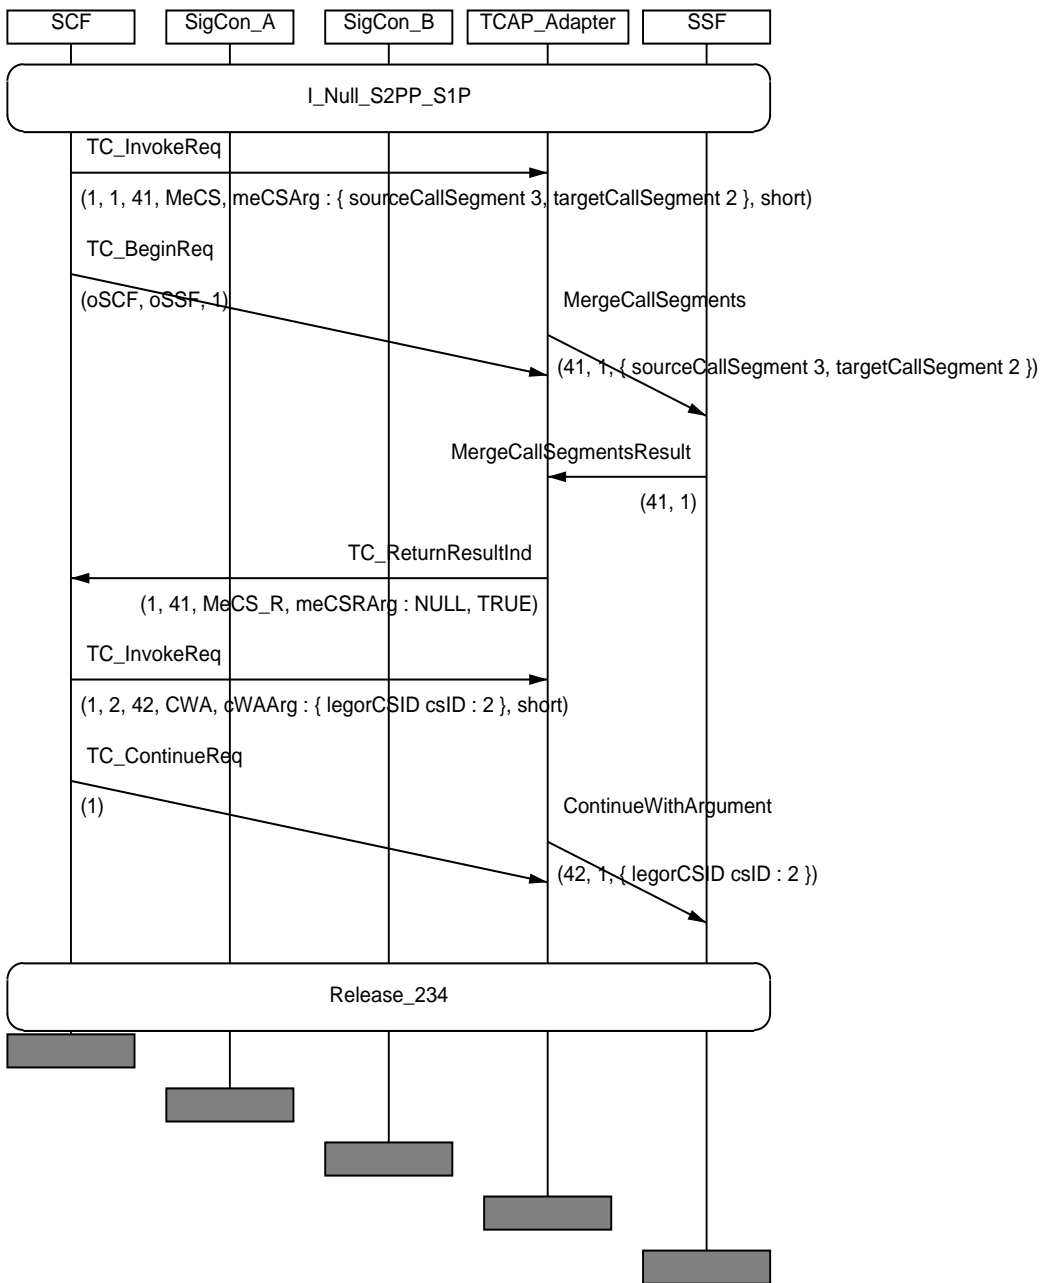 SCF SigCon_A SigCon_B TCAP_Adapter SSF
I_Null_S2PP_S1P
TC_InvokeReq
(1, 1, 41, MeCS, meCSArg : { sourceCallSegment 3, targetCallSegment 2 }, short)
TC_BeginReq
(oSCF, oSSF, 1)
MergeCallSegments
(41, 1, { sourceCallSegment 3, targetCallSegment 2 })
MergeCallSegmentsResult
(41, 1)
TC_ReturnResultInd
(1, 41, MeCS_R, meCSRArg : NULL, TRUE)
TC_InvokeReq
(1, 2, 42, CWA, cWAArg : { legorCSID csID : 2 }, short)
TC_ContinueReq
(1)
ContinueWithArgument
(42, 1, { legorCSID csID : 2 })
Release_234